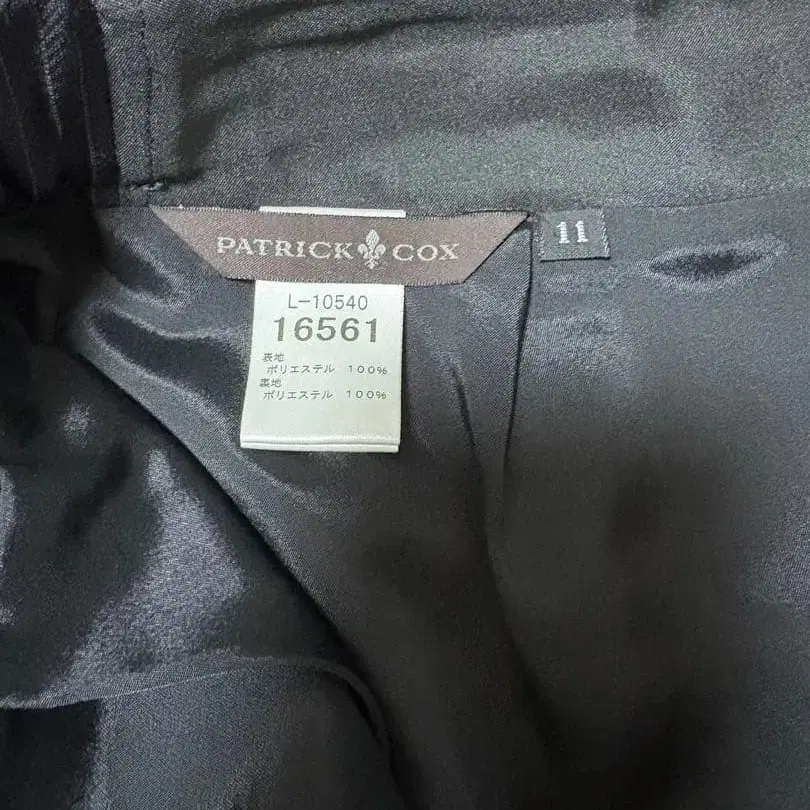 PATRICK COX
11
L-10540
16561
表地
ポリエステル 100%
裏地
ポリエステル 100%